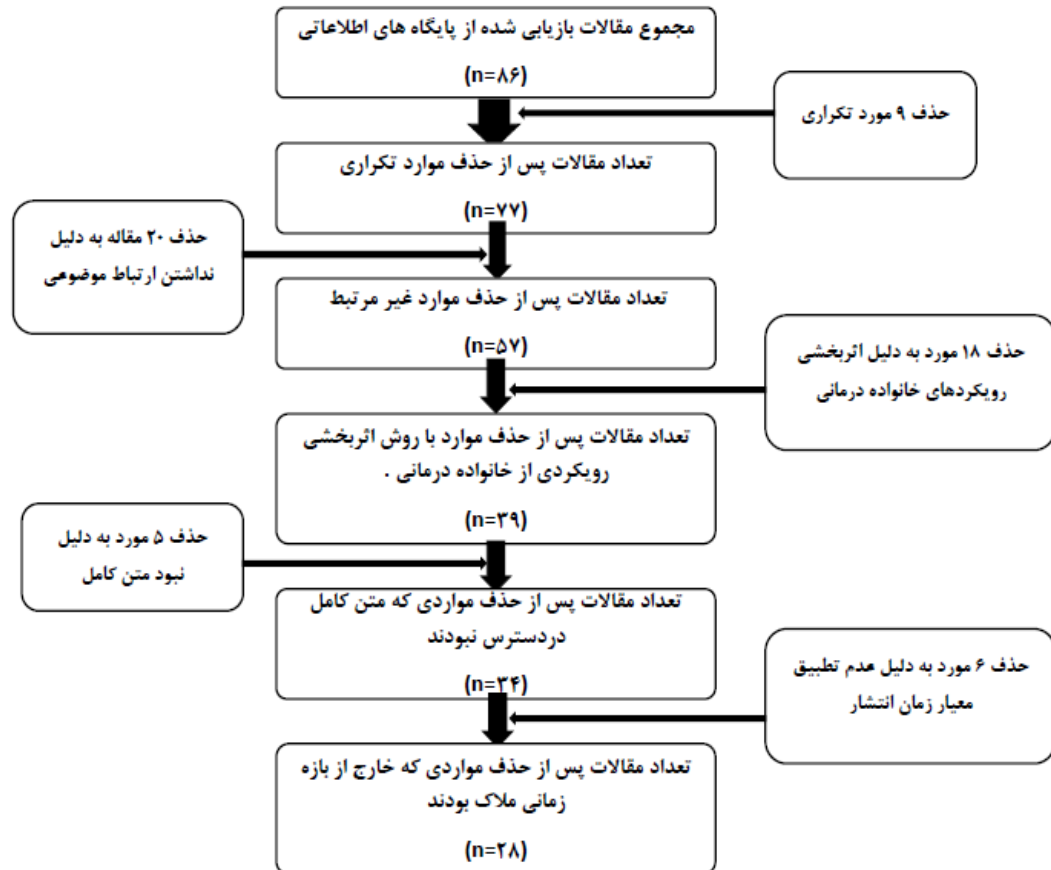 مجموع مقالات بازیابی شده از پایگاه های اطلاعاتی
(n=۸۶)
حذف ۹ مورد تکراری
تعداد مقالات پس از حذف موارد تکراری
(n=۷۷)
حذف ۲۰ مقاله به دلیل
نداشتن ارتباط موضوعی
تعداد مقالات پس از حذف موارد غیر مرتبط
(n=۵۷)
حذف ۱۸ مورد به دلیل اثربخشی
رویکردهای خانواده درمانی
تعداد مقالات پس از حذف موارد با روش اثربخشی
رویکردی از خانواده درمانی .
(n=۳۹)
حذف ۵ مورد به دلیل
نبود متن کامل
تعداد مقالات پس از حذف مواردی که متن کامل
دردسترس نبودند
(n=۳۴)
حذف ۶ مورد به دلیل عدم تطبیق
معیار زمان انتشار
تعداد مقالات پس از حذف مواردی که خارج از بازه
زمانی ملاک بودند
(n=۲۸)